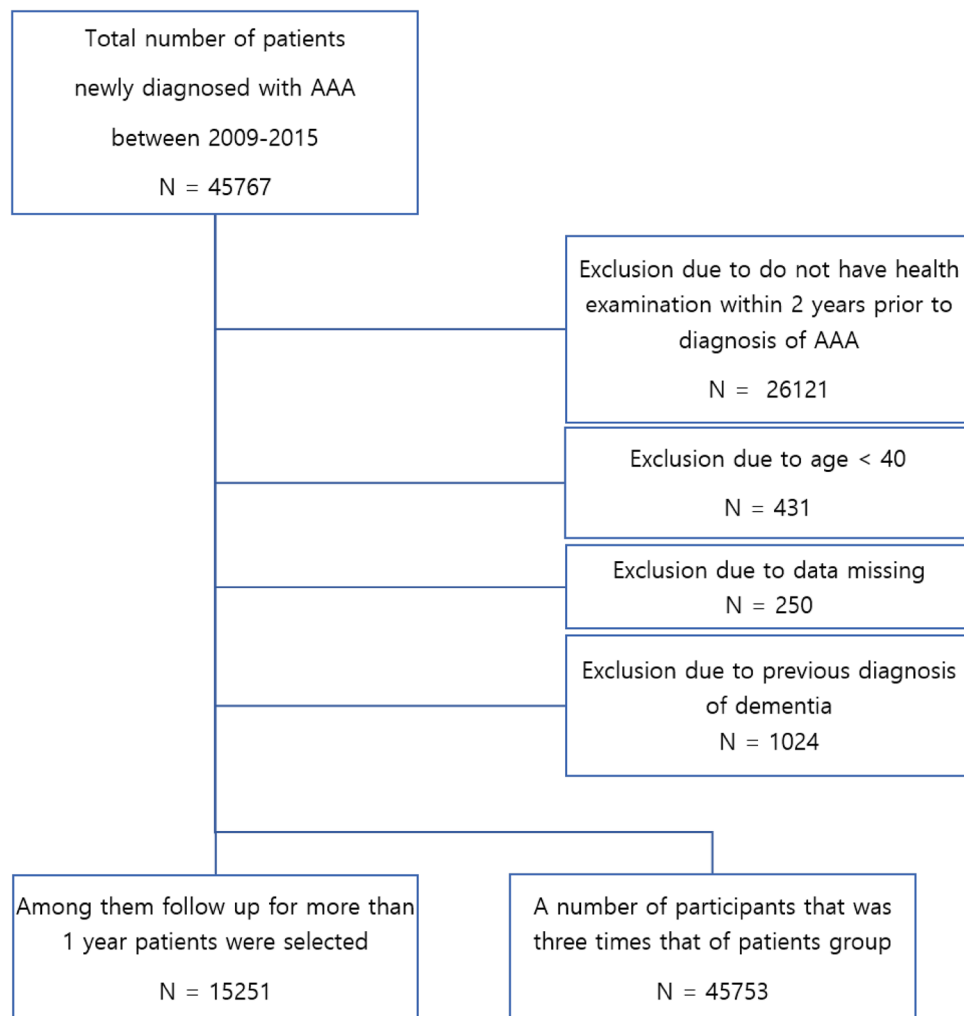 Total number of patients
newly diagnosed with AAA
between 2009-2015
N = 45767
Exclusion due to do not have health
examination within 2 years prior to
diagnosis of AAA
N = 26121
Exclusion due to age < 40
N = 431
Exclusion due to data missing
N = 250
Exclusion due to previous diagnosis
of dementia
N = 1024
Among them follow up for more than
1 year patients were selected
N = 15251
A number of participants that was
three times that of patients group
N = 45753